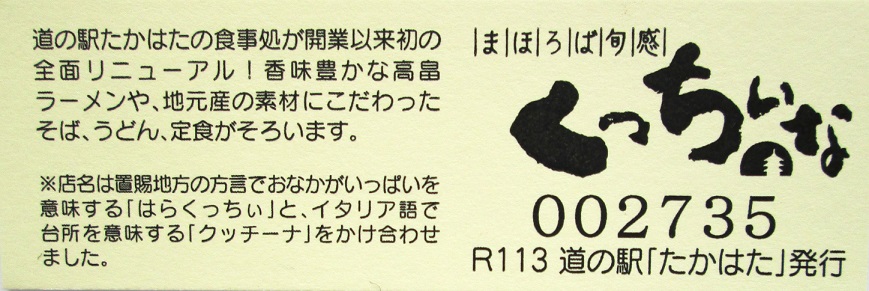 道の駅たかはたの食事処が開業以来初の
全面リニューアル！香味豊かな高畠
ラーメンや、地元産の素材にこだわった
そば、うどん、定食がそろいます。
※店名は置賜地方の方言でおなかがいっぱいを
意味する「はらくっちぃ」と、イタリア語で
台所を意味する「クッチーナ」をかけ合わせ
ました。
まほろば旬感
くっちぃな
002735
R113 道の駅「たかはた」発行